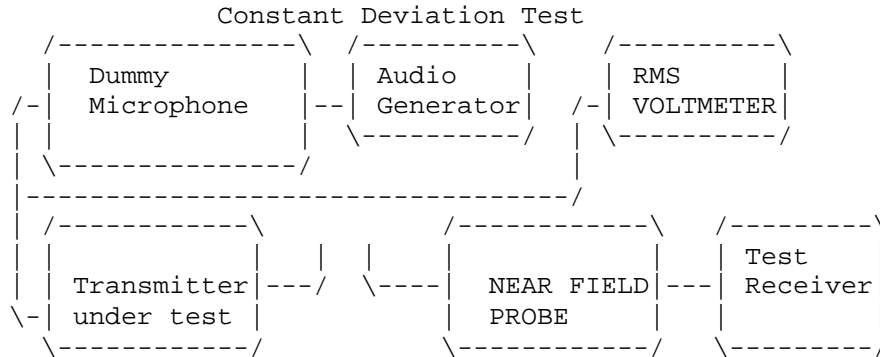 Constant Deviation Test
Dummy Microphone
Audio Generator
RMS VOLTMETER
Transmitter under test
NEAR FIELD PROBE
Test Receiver